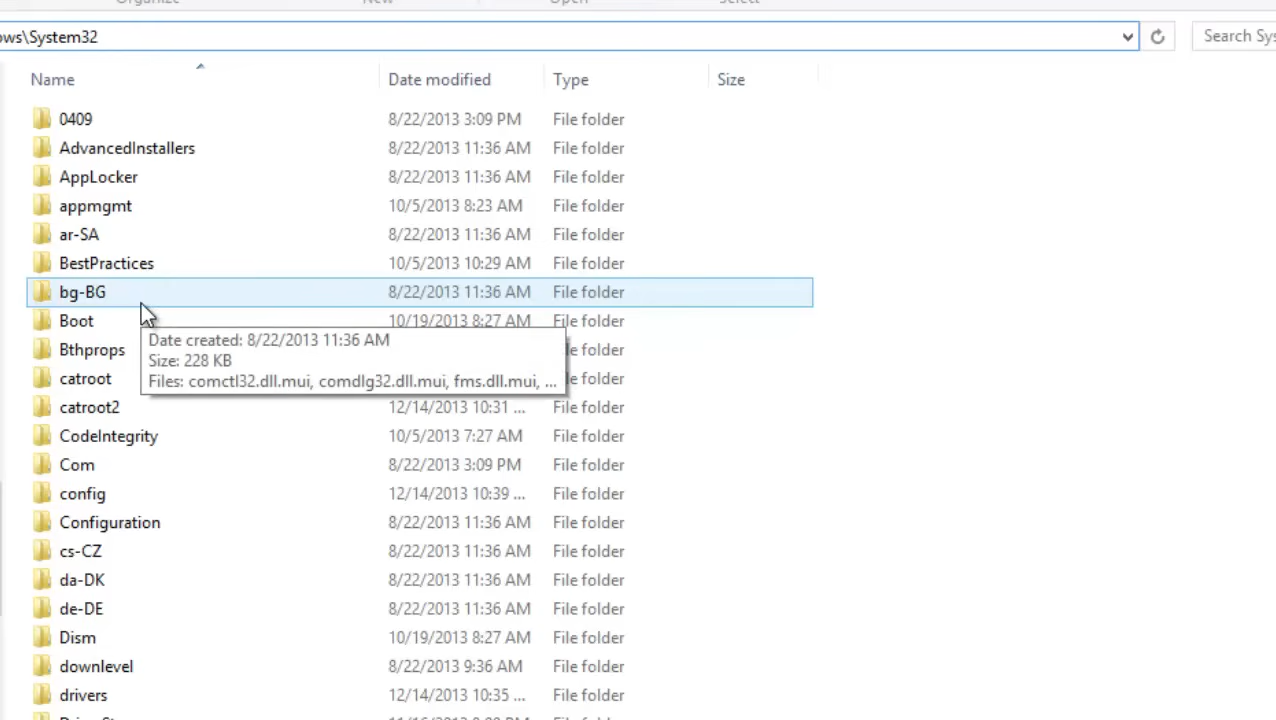 Organize New Open Select
ows\System32 Search Sys
Name Date modified Type Size
0409 8/22/2013 3:09 PM File folder
AdvancedInstallers 8/22/2013 11:36 AM File folder
AppLocker 8/22/2013 11:36 AM File folder
appmgmt 10/5/2013 8:23 AM File folder
ar-SA 8/22/2013 11:36 AM File folder
BestPractices 10/5/2013 10:29 AM File folder
bg-BG 8/22/2013 11:36 AM File folder
Boot 10/19/2013 8:27 AM File folder
Date created: 8/22/2013 11:36 AM
Bthprops le folder
Size: 228 KB
catroot File folder
Files: comctl32.dll.mui, comdlg32.dll.mui, fms.dll.mui, ...
catroot2 12/14/2013 10:31 ... File folder
CodeIntegrity 10/5/2013 7:27 AM File folder
Com 8/22/2013 3:09 PM File folder
config 12/14/2013 10:39 ... File folder
Configuration 8/22/2013 11:36 AM File folder
cs-CZ 8/22/2013 11:36 AM File folder
da-DK 8/22/2013 11:36 AM File folder
de-DE 8/22/2013 11:36 AM File folder
Dism 10/19/2013 8:27 AM File folder
downlevel 8/22/2013 9:36 AM File folder
drivers 12/14/2013 10:35 ... File folder